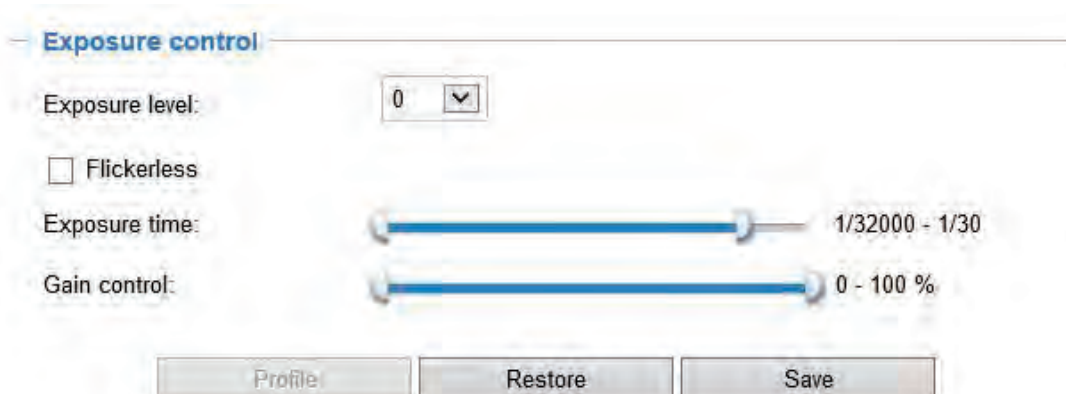 Exposure control
Exposure level: 0
Flickerless
Exposure time: 1/32000 - 1/30
Gain control: 0 - 100 %
Profile Restore Save